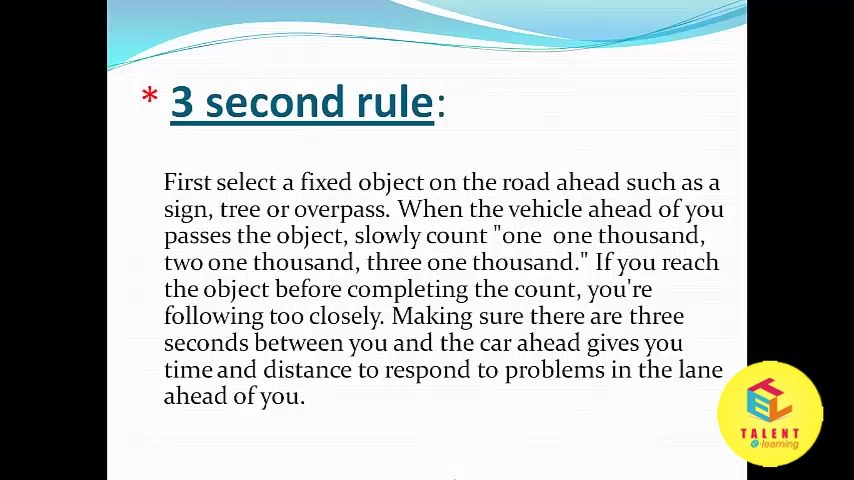 * 3 second rule:
First select a fixed object on the road ahead such as a
sign, tree or overpass. When the vehicle ahead of you
passes the object, slowly count "one  one thousand,
two one thousand, three one thousand." If you reach
the object before completing the count, you're
following too closely. Making sure there are three
seconds between you and the car ahead gives you
time and distance to respond to problems in the lane
ahead of you.
TEL
TALENT
e-learning